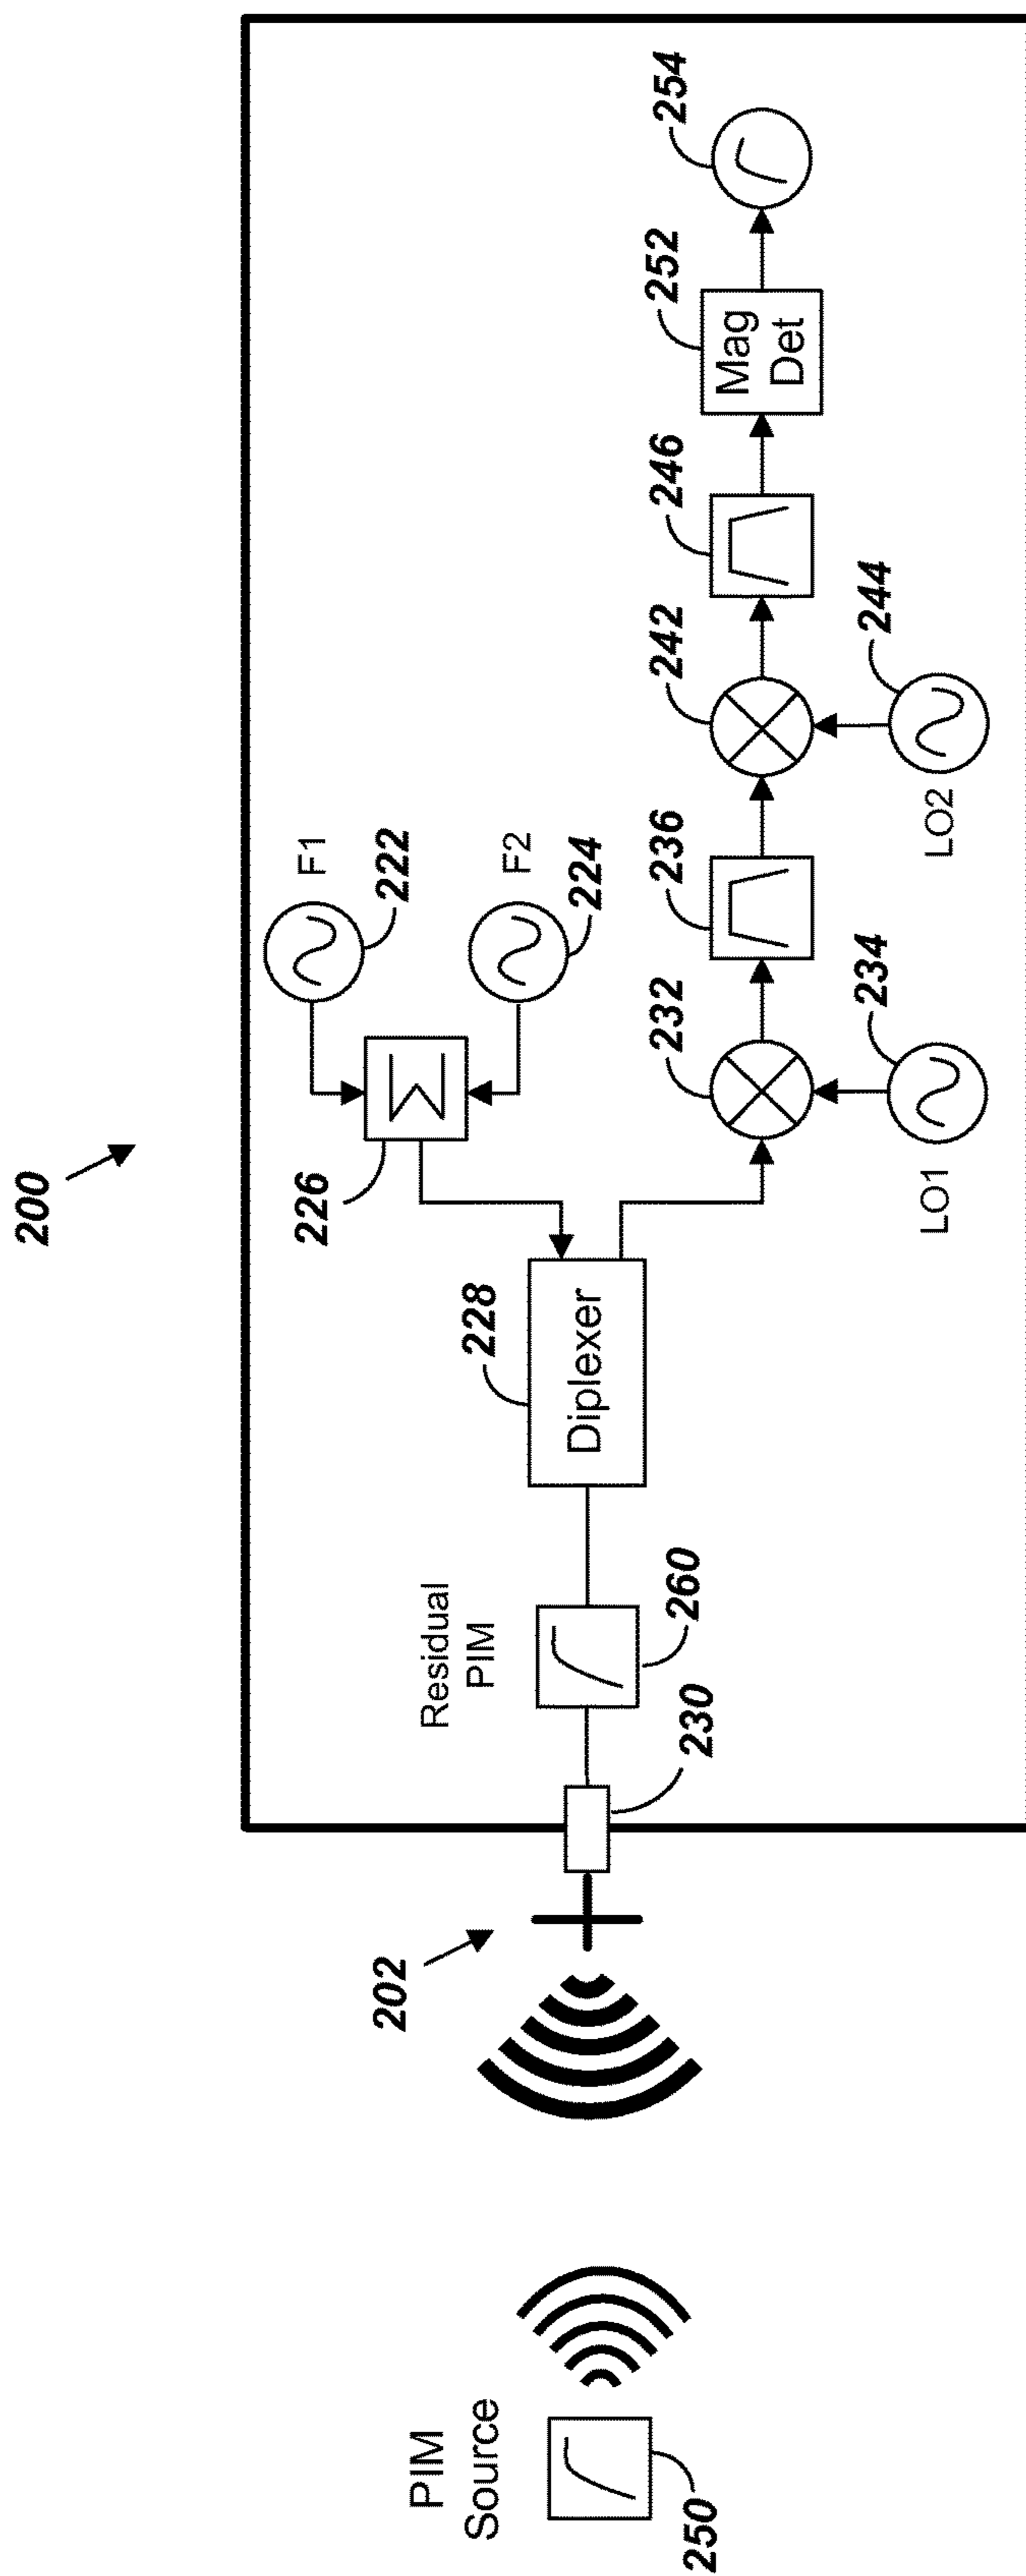 200
PIM
Source
250
202
230
Residual
PIM
260
228
Diplexer
226
Σ
F1
222
F2
224
232
234
LO1
236
242
244
LO2
246
252
Mag
Det
254